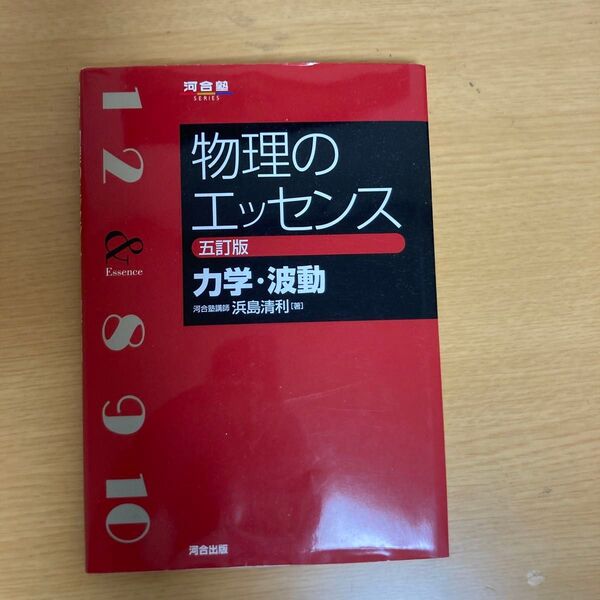 河合塾
SERIES
物理の
エッセンス
五訂版
力学・波動
河合塾講師 浜島清利[著]
1
2
&
Essence
8
9
10
河合出版